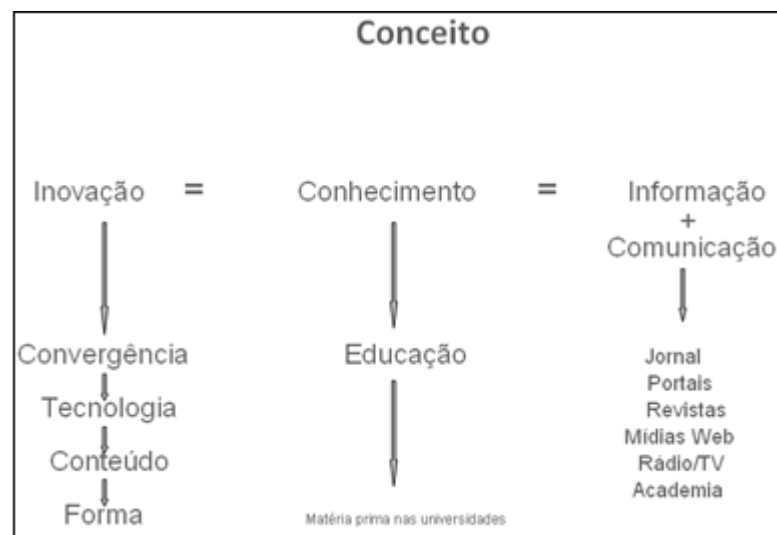 Conceito
Inovação = Conhecimento = Informação
+
Comunicação
Convergência
Tecnologia
Conteúdo
Forma
Educação
Matéria prima nas universidades
Jornal
Portais
Revistas
Mídias Web
Rádio/TV
Academia